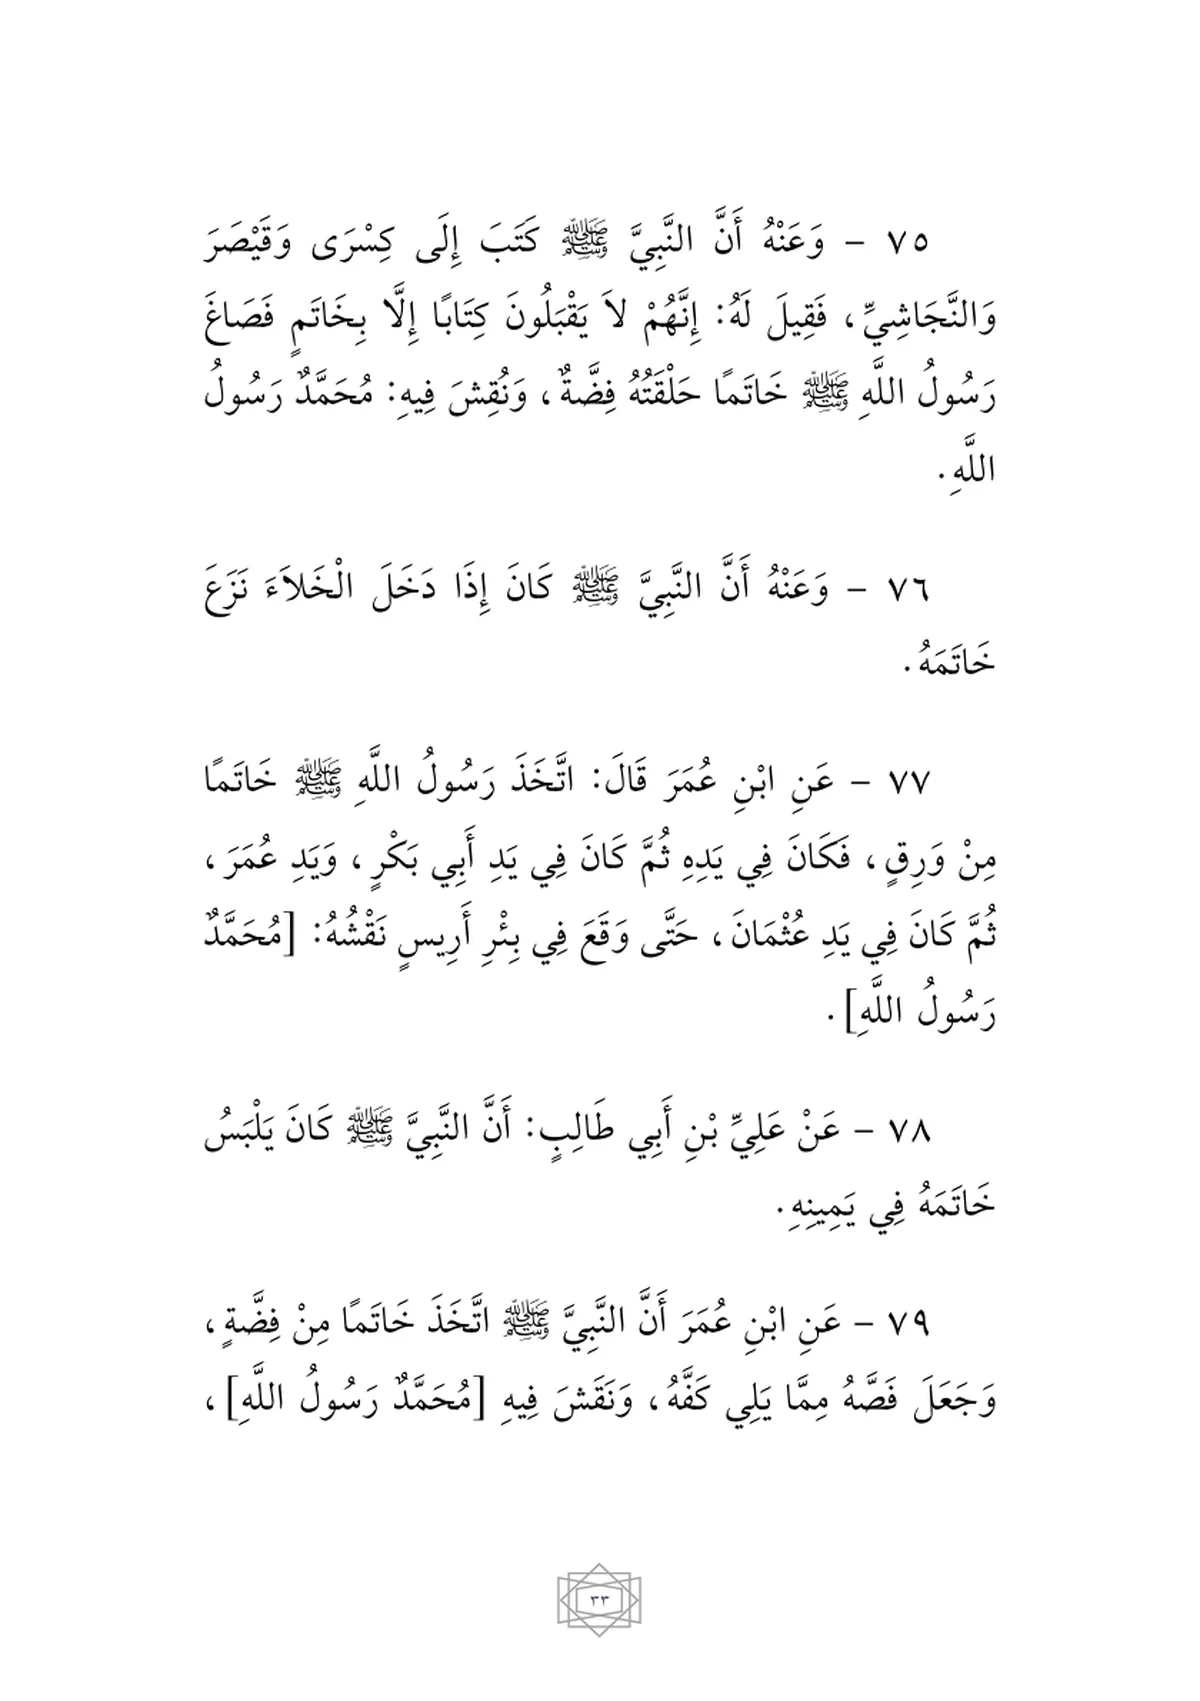 ٧٥ – وَعَنْهُ أَنَّ النَّبِيَّ ﷺ كَتَبَ إِلَى كِسْرَى وَقَيْصَرَ
وَالنَّجَاشِيِّ، فَقِيلَ لَهُ: إِنَّهُمْ لاَ يَقْبَلُونَ كِتَابًا إِلَّا بِخَاتَمٍ فَصَاغَ
رَسُولُ اللَّهِ ﷺ خَاتَمًا حَلْقَتُهُ فِضَّةٌ، وَنُقِشَ فِيهِ: مُحَمَّدٌ رَسُولُ
اللَّهِ.
٧٦ – وَعَنْهُ أَنَّ النَّبِيَّ ﷺ كَانَ إِذَا دَخَلَ الْخَلاَءَ نَزَعَ
خَاتَمَهُ.
٧٧ – عَنِ ابْنِ عُمَرَ قَالَ: اتَّخَذَ رَسُولُ اللَّهِ ﷺ خَاتَمًا
مِنْ وَرِقٍ، فَكَانَ فِي يَدِهِ ثُمَّ كَانَ فِي يَدِ أَبِي بَكْرٍ، وَيَدِ عُمَرَ،
ثُمَّ كَانَ فِي يَدِ عُثْمَانَ، حَتَّى وَقَعَ فِي بِئْرِ أَرِيسٍ نَقْشُهُ: [مُحَمَّدٌ
رَسُولُ اللَّهِ].
٧٨ – عَنْ عَلِيِّ بْنِ أَبِي طَالِبٍ: أَنَّ النَّبِيَّ ﷺ كَانَ يَلْبَسُ
خَاتَمَهُ فِي يَمِينِهِ.
٧٩ – عَنِ ابْنِ عُمَرَ أَنَّ النَّبِيَّ ﷺ اتَّخَذَ خَاتَمًا مِنْ فِضَّةٍ،
وَجَعَلَ فَصَّهُ مِمَّا يَلِي كَفَّهُ، وَنَقَشَ فِيهِ [مُحَمَّدٌ رَسُولُ اللَّهِ]،
٣٣